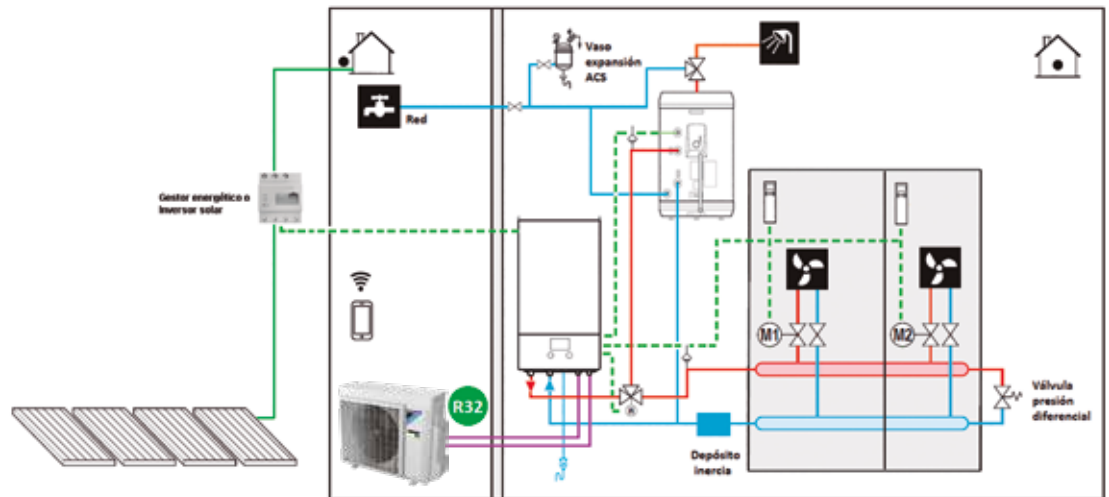 Vaso
expansión
ACS
Red
Gestor energético o
Inversor solar
R32
M1
M2
Válvula
presión
diferencial
Depósito
inercia